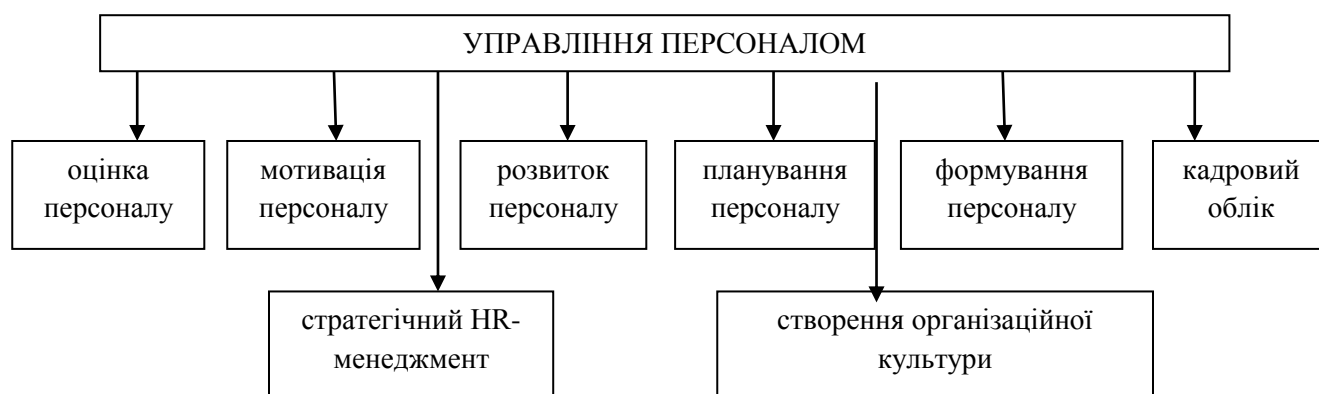 УПРАВЛІННЯ ПЕРСОНАЛОМ
оцінка
персоналу
мотивація
персоналу
розвиток
персоналу
планування
персоналу
формування
персоналу
кадровий
облік
стратегічний HR-
менеджмент
створення організаційної
культури